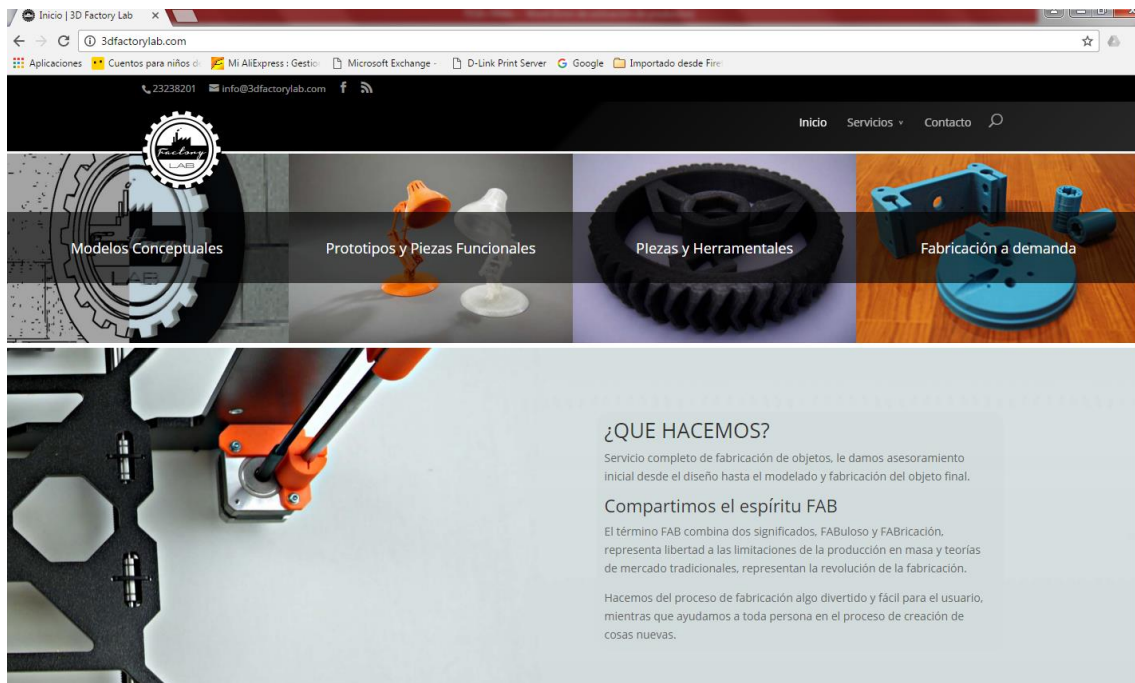 Inicio | 3D Factory Lab
3dfactorylab.com
Aplicaciones Cuentos para niños d Mi AliExpress : Gestio Microsoft Exchange - D-Link Print Server Google Importado desde Fire
23238201 info@3dfactorylab.com
Inicio Servicios Contacto
Factory
LAB
Modelos Conceptuales Prototipos y Piezas Funcionales PIezas y Herramentales Fabricación a demanda
LAB
¿QUE HACEMOS?
Servicio completo de fabricación de objetos, le damos asesoramiento
inicial desde el diseño hasta el modelado y fabricación del objeto final.
Compartimos el espíritu FAB
El término FAB combina dos significados, FABuloso y FABricación,
representa libertad a las limitaciones de la producción en masa y teorías
de mercado tradicionales, representan la revolución de la fabricación.
Hacemos del proceso de fabricación algo divertido y fácil para el usuario,
mientras que ayudamos a toda persona en el proceso de creación de
cosas nuevas.